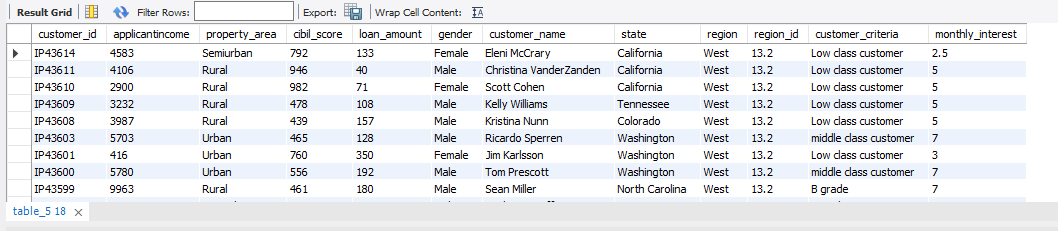 Result Grid Filter Rows: Export: Wrap Cell Content:
customer_id applicantincome property_area cibil_score loan_amount gender customer_name state region region_id customer_criteria monthly_interest
IP43614 4583 Semiurban 792 133 Female Eleni McCrary California West 13.2 Low class customer 2.5
IP43611 4106 Rural 946 40 Male Christina VanderZanden California West 13.2 Low class customer 5
IP43610 2900 Rural 982 71 Female Scott Cohen California West 13.2 Low class customer 5
IP43609 3232 Rural 478 108 Male Kelly Williams Tennessee West 13.2 Low class customer 5
IP43608 3987 Rural 439 157 Male Kristina Nunn Colorado West 13.2 Low class customer 5
IP43603 5703 Urban 465 128 Male Ricardo Sperren Washington West 13.2 middle class customer 7
IP43601 416 Urban 760 350 Female Jim Karlsson Washington West 13.2 Low class customer 3
IP43600 5780 Urban 556 192 Male Tom Prescott Washington West 13.2 middle class customer 7
IP43599 9963 Rural 461 180 Male Sean Miller North Carolina West 13.2 B grade 7
table_5 18